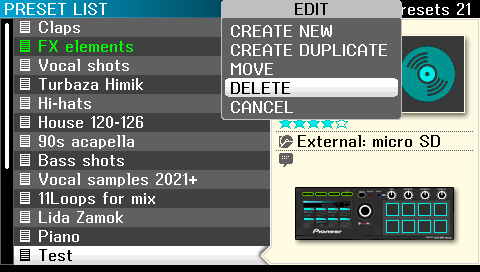 PRESET LIST
Presets 21
EDIT
CREATE NEW
CREATE DUPLICATE
MOVE
DELETE
CANCEL
Claps
FX elements
Vocal shots
Turbaza Himik
Hi-hats
House 120-126
90s acapella
Bass shots
Vocal samples 2021+
11Loops for mix
Lida Zamok
Piano
Test
External: micro SD
Pioneer